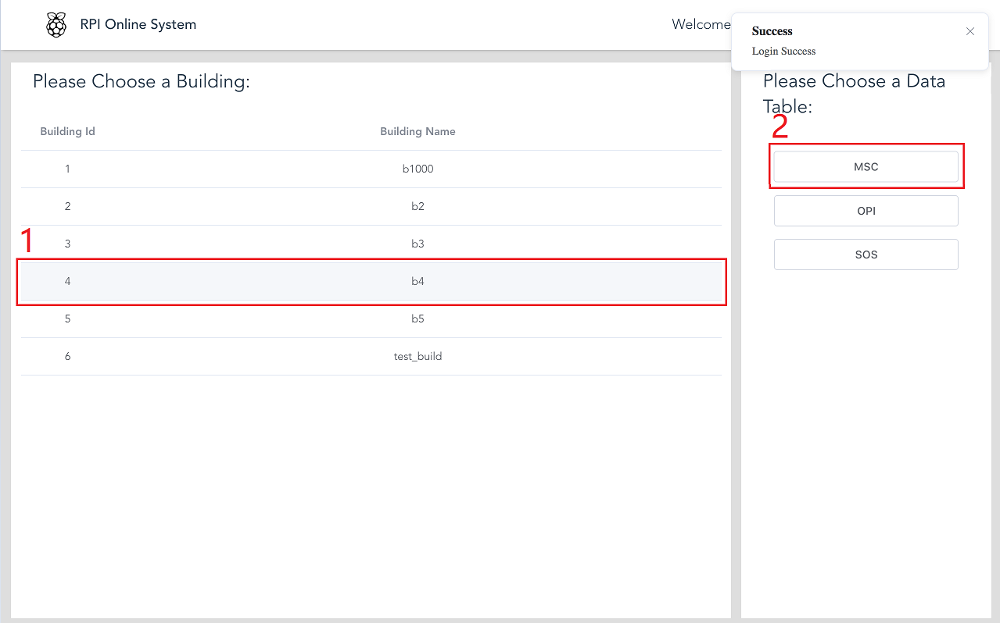 RPI Online System
Welcome
Success
Login Success
Please Choose a Building:
Building Id Building Name
1 b1000
2 b2
3 b3
1
4 b4
5 b5
6 test_build
Please Choose a Data
Table:
2
MSC
OPI
SOS